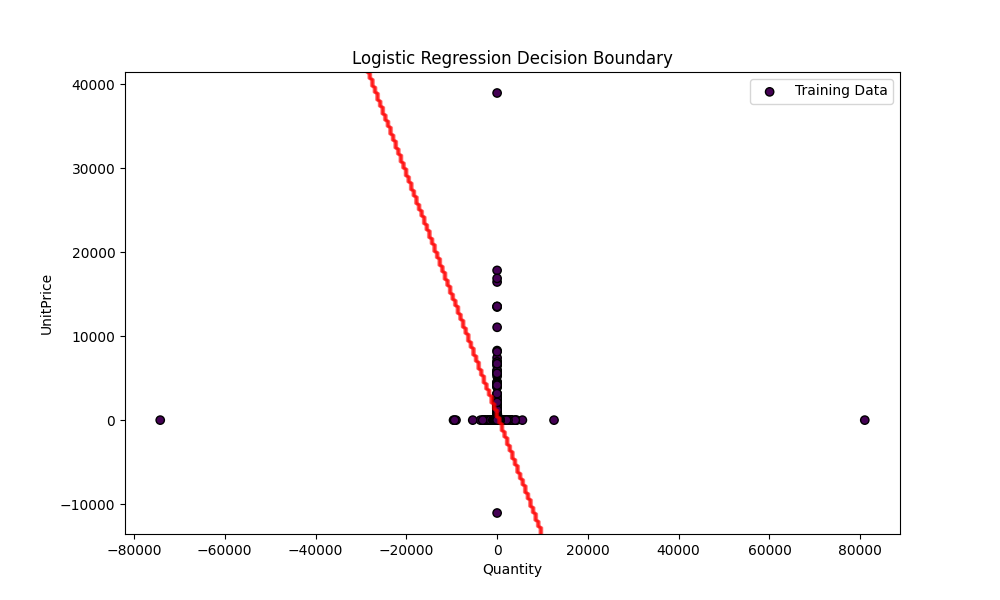 Logistic Regression Decision Boundary
Training Data
40000
30000
20000
10000
0
−10000
UnitPrice
−80000 −60000 −40000 −20000 0 20000 40000 60000 80000
Quantity